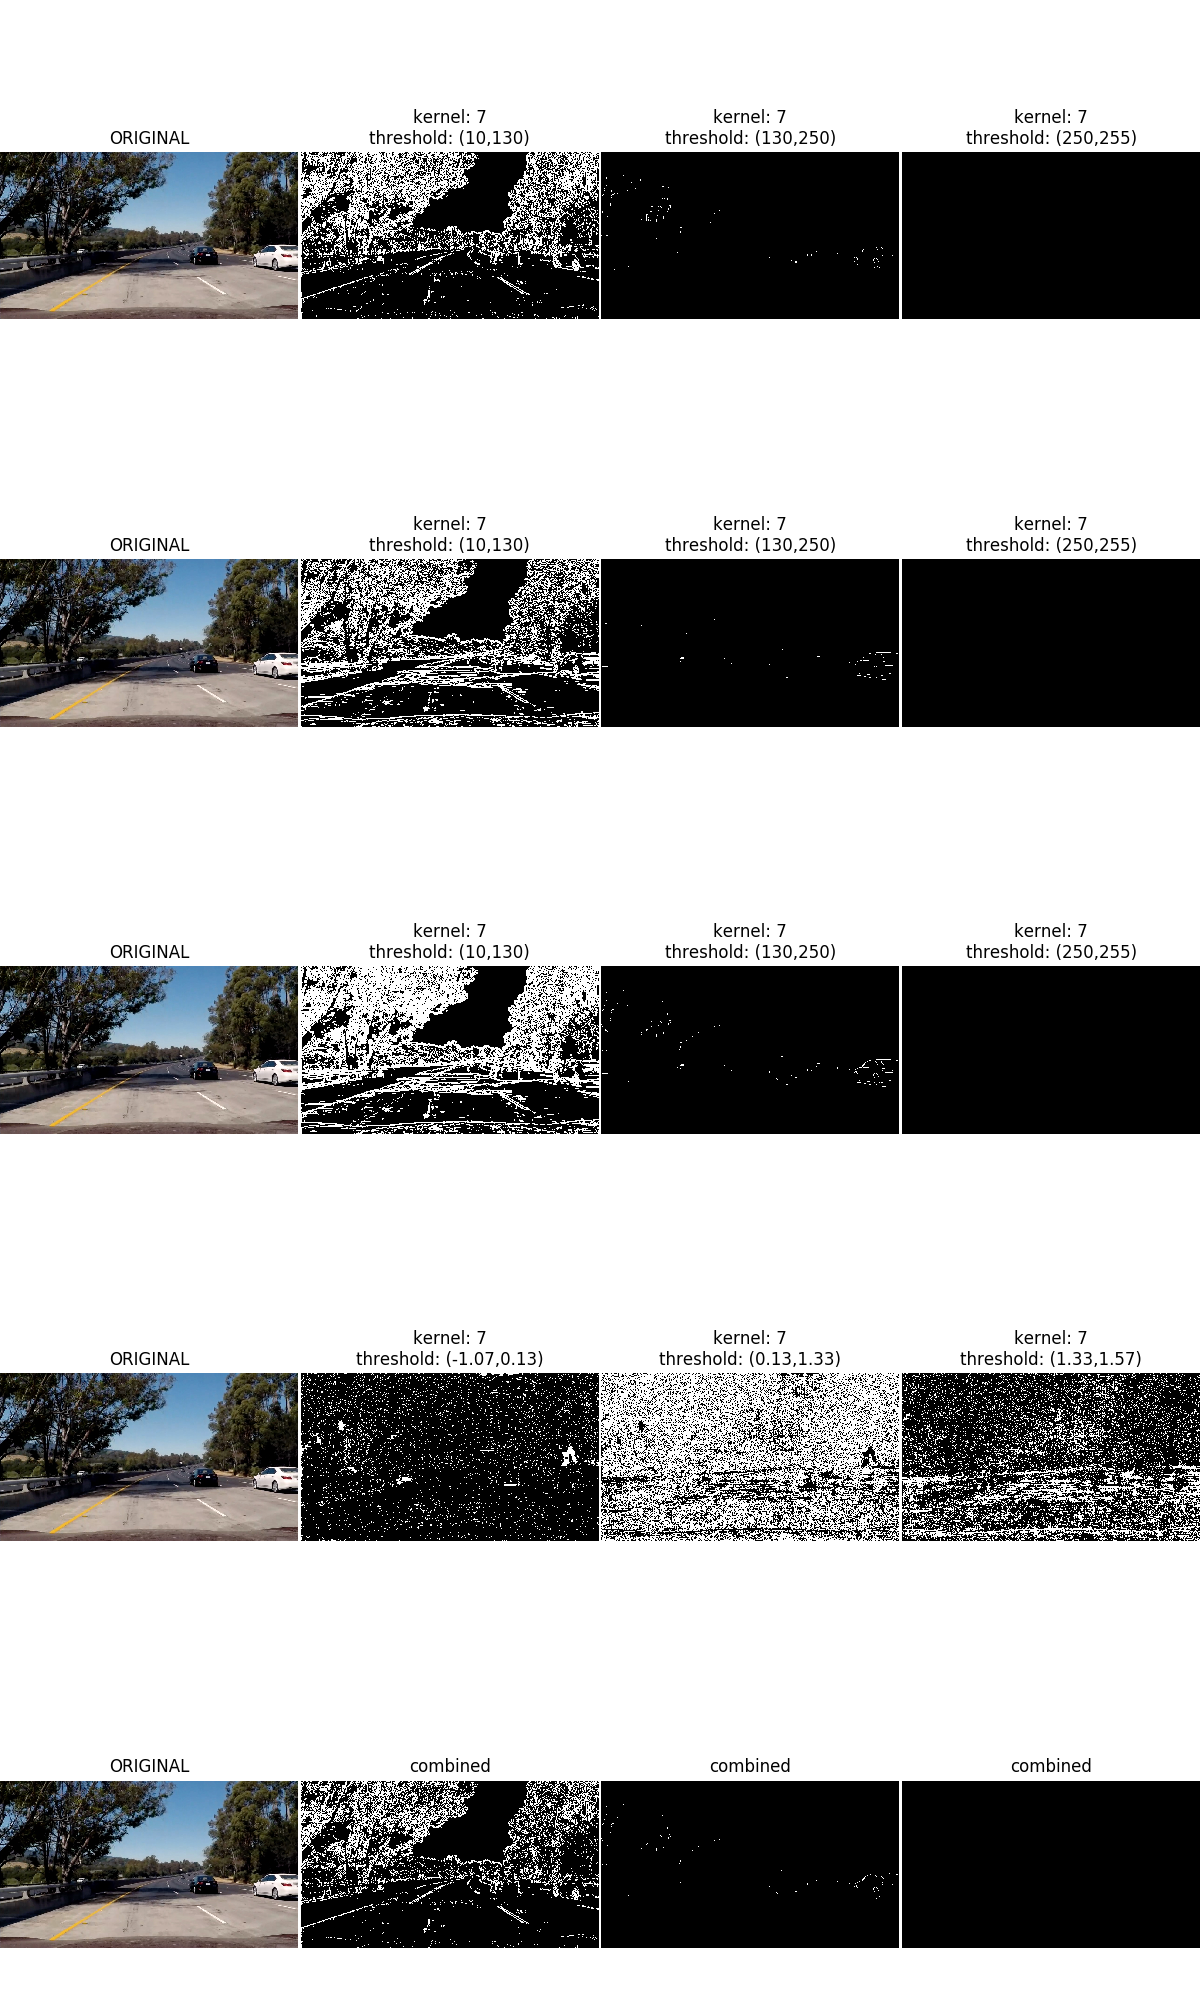 ORIGINAL
kernel: 7
threshold: (10,130)
kernel: 7
threshold: (130,250)
kernel: 7
threshold: (250,255)
ORIGINAL
kernel: 7
threshold: (10,130)
kernel: 7
threshold: (130,250)
kernel: 7
threshold: (250,255)
ORIGINAL
kernel: 7
threshold: (10,130)
kernel: 7
threshold: (130,250)
kernel: 7
threshold: (250,255)
ORIGINAL
kernel: 7
threshold: (-1.07,0.13)
kernel: 7
threshold: (0.13,1.33)
kernel: 7
threshold: (1.33,1.57)
ORIGINAL
combined
combined
combined